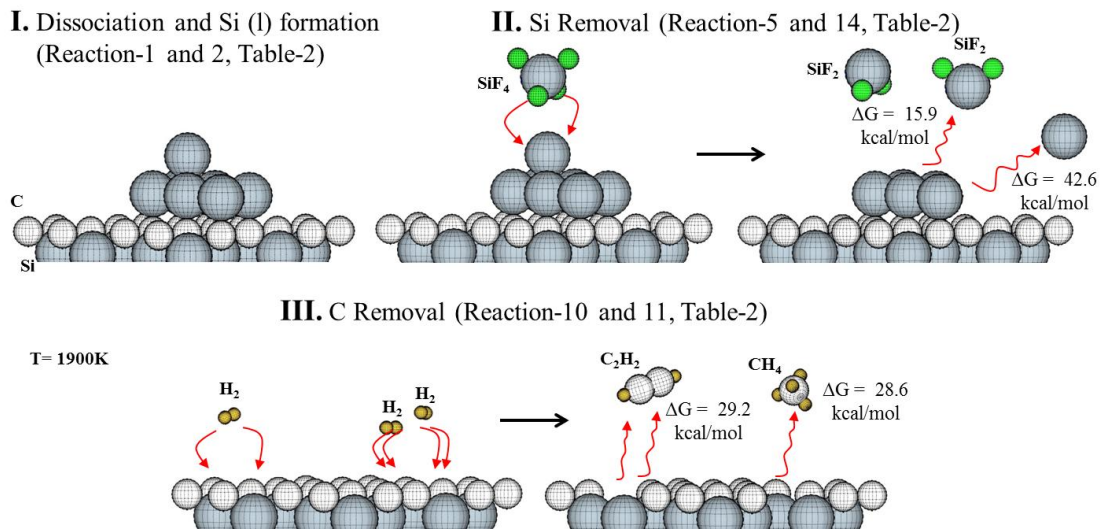 I. Dissociation and Si (l) formation
(Reaction-1 and 2, Table-2)
II. Si Removal (Reaction-5 and 14, Table-2)
SiF₄
SiF₂
SiF₂
ΔG = 15.9
kcal/mol
ΔG = 42.6
kcal/mol
C
Si
III. C Removal (Reaction-10 and 11, Table-2)
T= 1900K
H₂
H₂
H₂
C₂H₂
CH₄
ΔG = 29.2
kcal/mol
ΔG = 28.6
kcal/mol